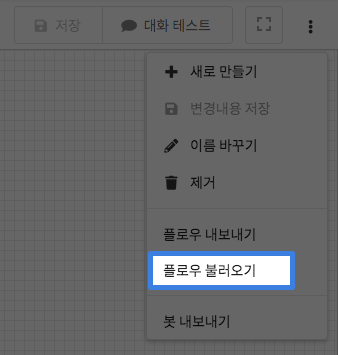 저장
대화 테스트
새로 만들기
변경내용 저장
이름 바꾸기
제거
플로우 내보내기
플로우 불러오기
봇 내보내기